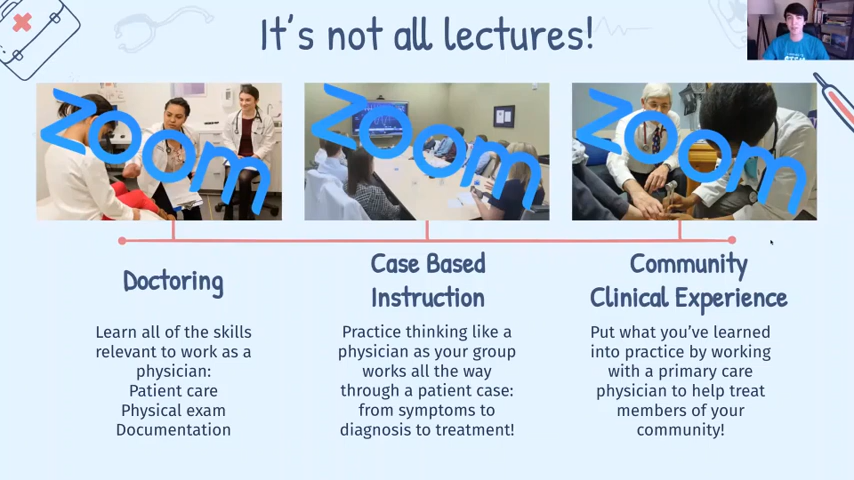 It's not all lectures!
zoom
zoom
zoom
Doctoring
Learn all of the skills
relevant to work as a
physician:
Patient care
Physical exam
Documentation
Case Based
Instruction
Practice thinking like a
physician as your group
works all the way
through a patient case:
from symptoms to
diagnosis to treatment!
Community
Clinical Experience
Put what you've learned
into practice by working
with a primary care
physician to help treat
members of your
community!